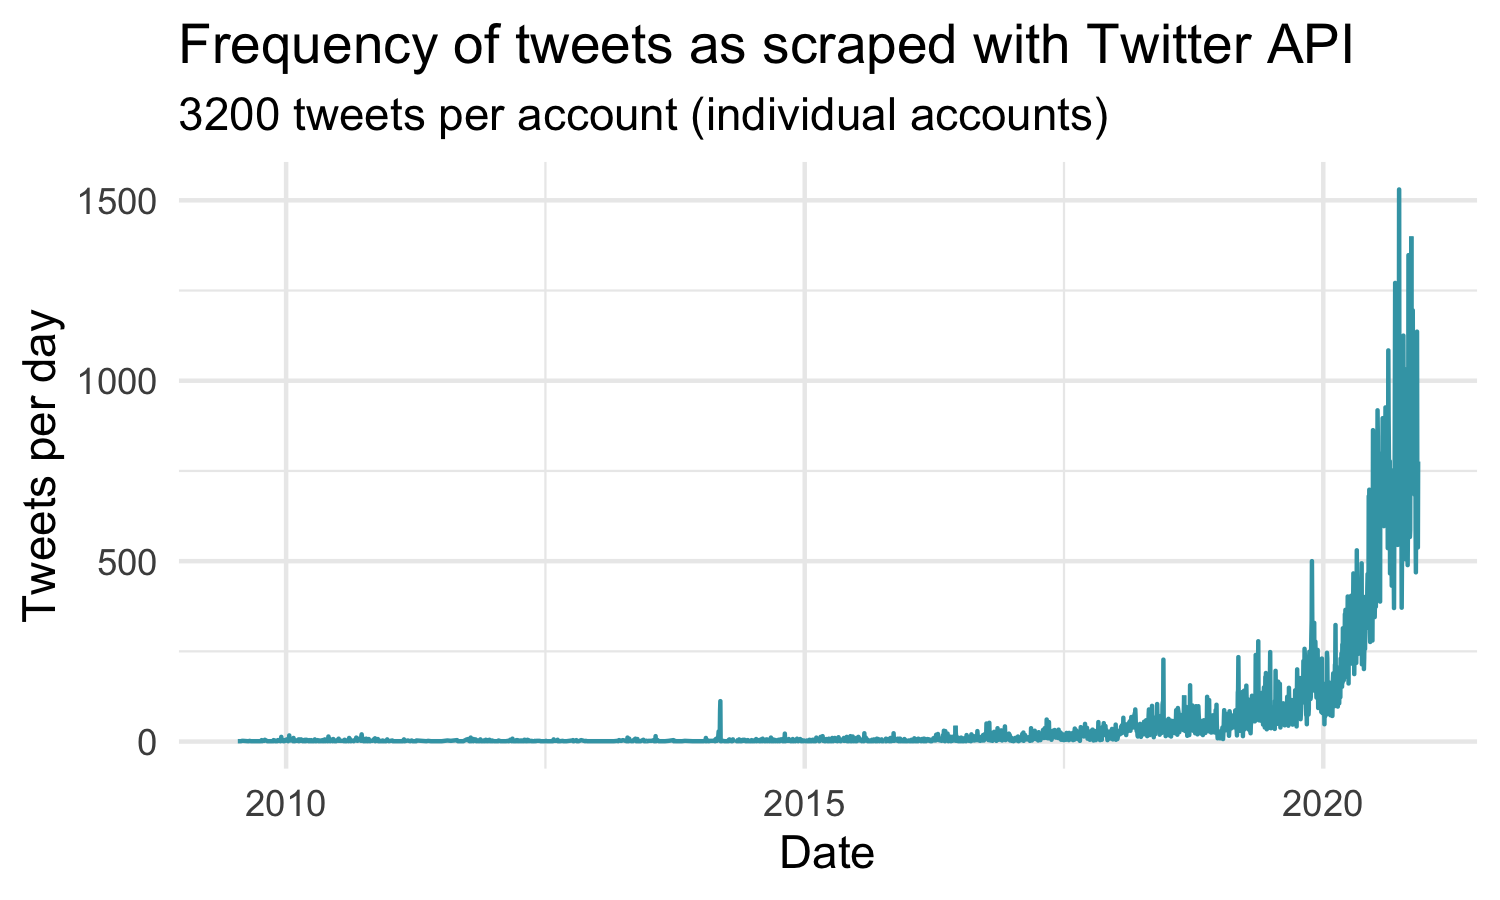 Frequency of tweets as scraped with Twitter API
3200 tweets per account (individual accounts)
Tweets per day
1500
1000
500
0
2010 2015 2020
Date